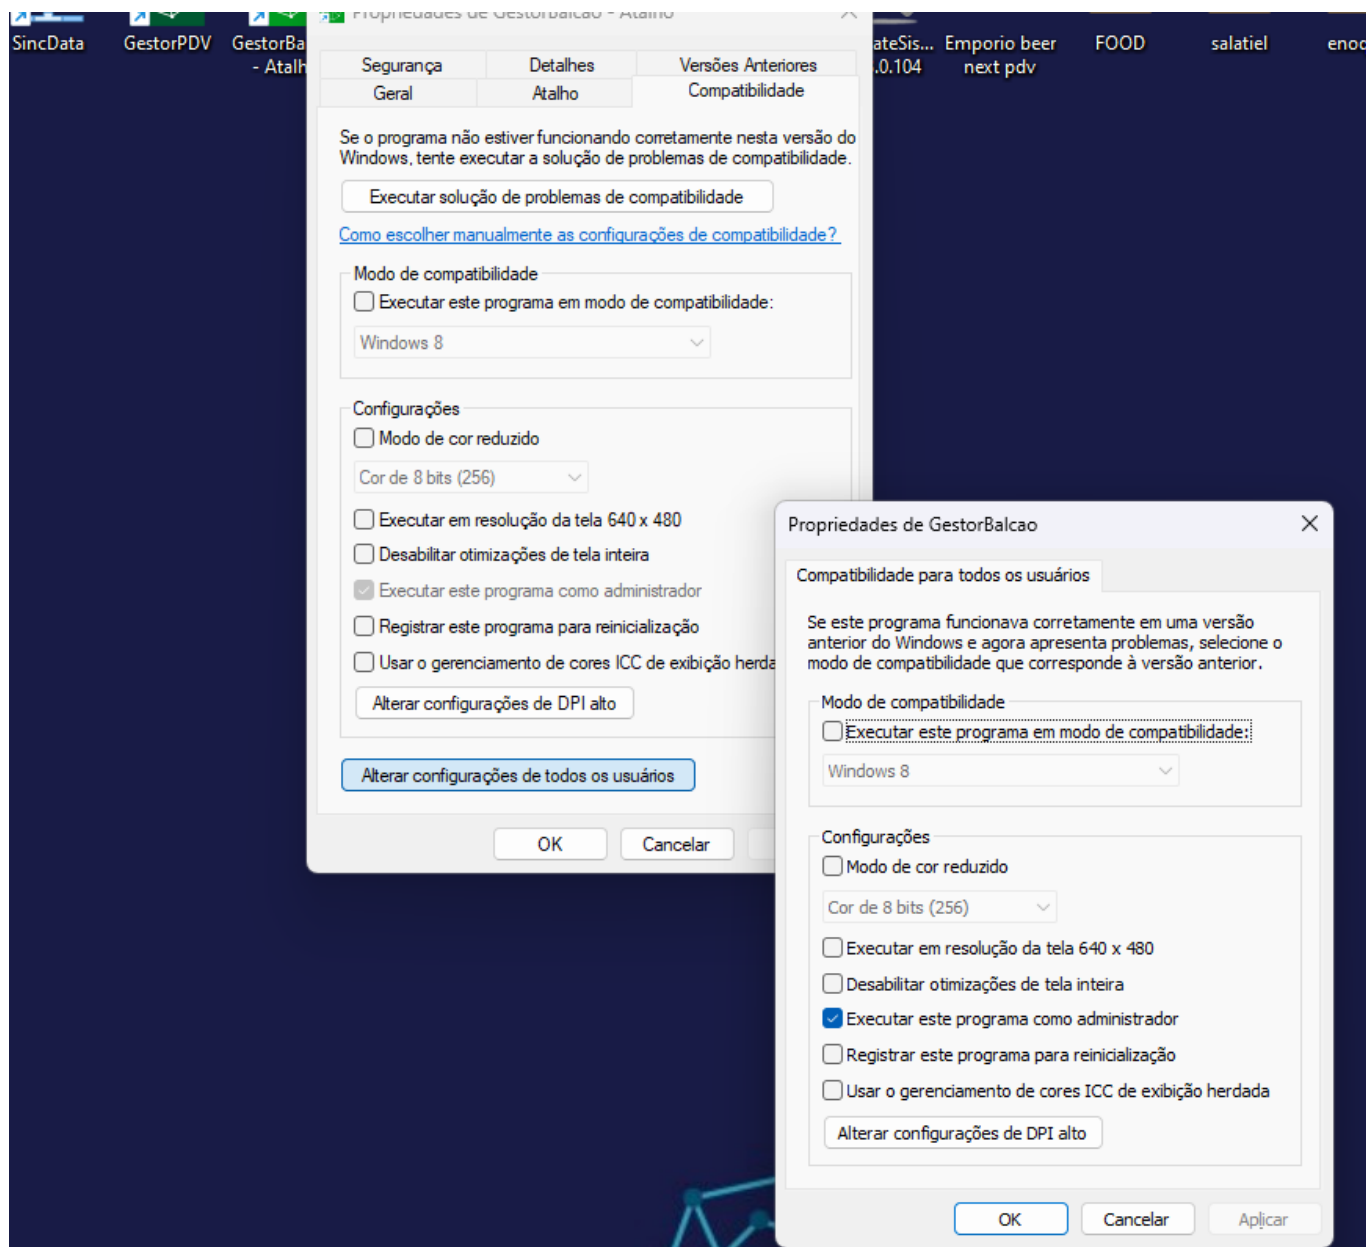 SincData
GestorPDV
GestorBa
- Atalh
Propriedades de GestorBalcao - Atalho
ateSis...
.0.104
Emporio beer
next pdv
FOOD
salatiel
enoc
Segurança
Detalhes
Versões Anteriores
Geral
Atalho
Compatibilidade
Se o programa não estiver funcionando corretamente nesta versão do
Windows, tente executar a solução de problemas de compatibilidade.
Executar solução de problemas de compatibilidade
Como escolher manualmente as configurações de compatibilidade?
Modo de compatibilidade
Executar este programa em modo de compatibilidade:
Windows 8
Configurações
Modo de cor reduzido
Cor de 8 bits (256)
Executar em resolução da tela 640 x 480
Desabilitar otimizações de tela inteira
Executar este programa como administrador
Registrar este programa para reinicialização
Usar o gerenciamento de cores ICC de exibição herda
Alterar configurações de DPI alto
Alterar configurações de todos os usuários
OK
Cancelar
Propriedades de GestorBalcao
Compatibilidade para todos os usuários
Se este programa funcionava corretamente em uma versão
anterior do Windows e agora apresenta problemas, selecione o
modo de compatibilidade que corresponde à versão anterior.
Modo de compatibilidade
Executar este programa em modo de compatibilidade:
Windows 8
Configurações
Modo de cor reduzido
Cor de 8 bits (256)
Executar em resolução da tela 640 x 480
Desabilitar otimizações de tela inteira
Executar este programa como administrador
Registrar este programa para reinicialização
Usar o gerenciamento de cores ICC de exibição herdada
Alterar configurações de DPI alto
OK
Cancelar
Aplicar